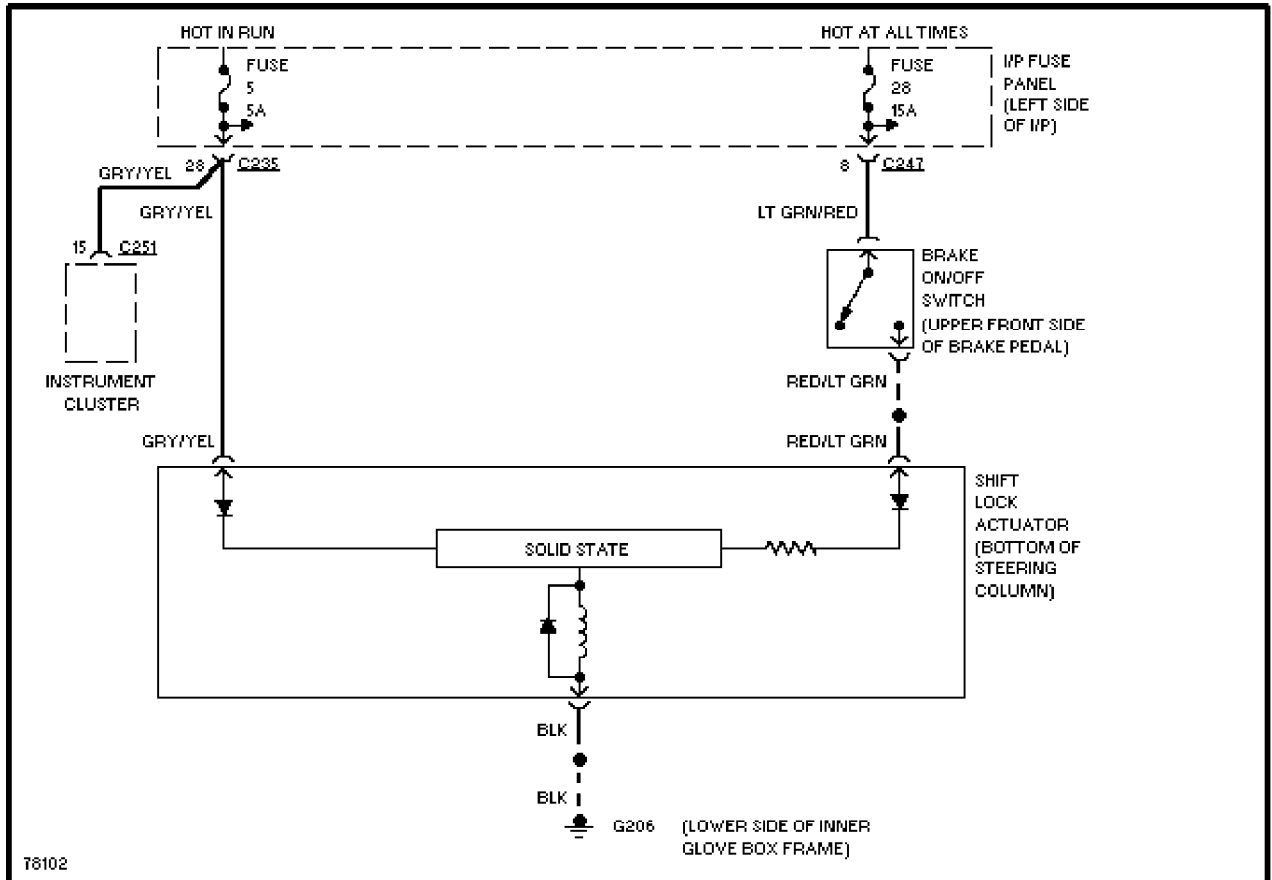 HOT IN RUN
HOT AT ALL TIMES
FUSE
5
5A
FUSE
28
15A
I/P FUSE
PANEL
(LEFT SIDE
OF I/P)
28
C235
8
C247
GRY/YEL
GRY/YEL
LT GRN/RED
15
C251
BRAKE
ON/OFF
SWITCH
(UPPER FRONT SIDE
OF BRAKE PEDAL)
INSTRUMENT
CLUSTER
RED/LT GRN
GRY/YEL
RED/LT GRN
SHIFT
LOCK
ACTUATOR
(BOTTOM OF
STEERING
COLUMN)
SOLID STATE
BLK
BLK
G206
(LOWER SIDE OF INNER
GLOVE BOX FRAME)
78102